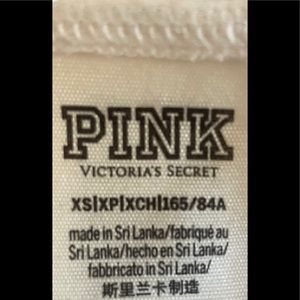 PINK
VICTORIA'S SECRET
XS|XP|XCH|165/84A
made in Sri Lanka/fabriqué au
Sri Lanka/hecho en Sri Lanka/
fabbricato in Sri Lanka/
斯里兰卡制造